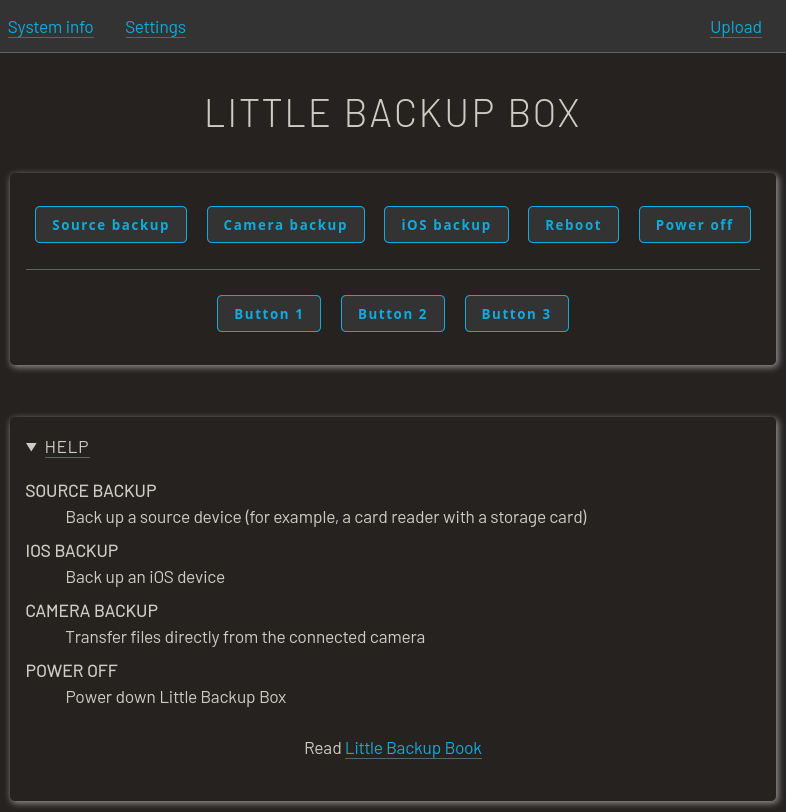 System info Settings Upload
LITTLE BACKUP BOX
Source backup Camera backup iOS backup Reboot Power off
Button 1 Button 2 Button 3
HELP
SOURCE BACKUP
Back up a source device (for example, a card reader with a storage card)
IOS BACKUP
Back up an iOS device
CAMERA BACKUP
Transfer files directly from the connected camera
POWER OFF
Power down Little Backup Box
Read Little Backup Book